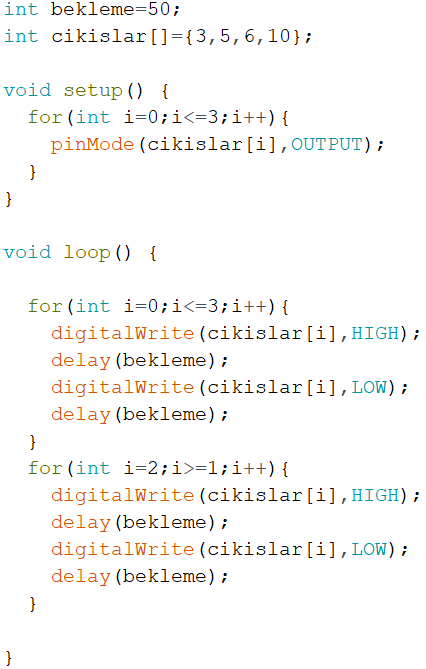 int bekleme=50;
int cikislar[]={3,5,6,10};
void setup() {
for(int i=0;i<=3;i++){
pinMode(cikislar[i],OUTPUT);
}
}
void loop() {
for(int i=0;i<=3;i++){
digitalWrite(cikislar[i],HIGH);
delay(bekleme);
digitalWrite(cikislar[i],LOW);
delay(bekleme);
}
for(int i=2;i>=1;i++){
digitalWrite(cikislar[i],HIGH);
delay(bekleme);
digitalWrite(cikislar[i],LOW);
delay(bekleme);
}
}